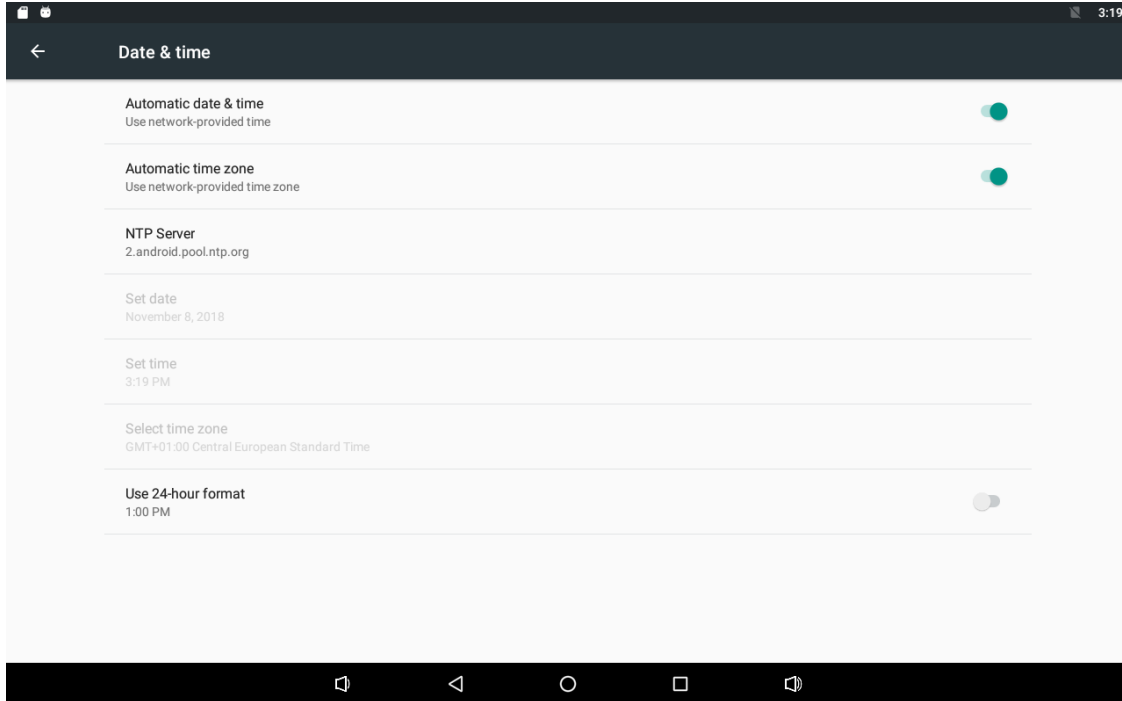 3:19
Date & time
Automatic date & time
Use network-provided time
Automatic time zone
Use network-provided time zone
NTP Server
2.android.pool.ntp.org
Set date
November 8, 2018
Set time
3:19 PM
Select time zone
GMT+01:00 Central European Standard Time
Use 24-hour format
1:00 PM